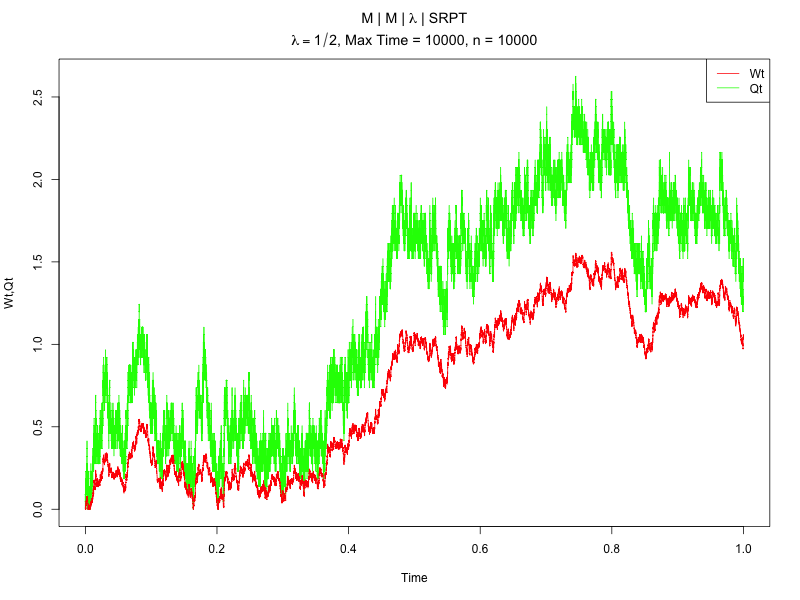 M | M | λ | SRPT
λ = 1/2, Max Time = 10000, n = 10000
Wt
Qt
Wt,Qt
2.5
2.0
1.5
1.0
0.5
0.0
0.0 0.2 0.4 0.6 0.8 1.0
Time